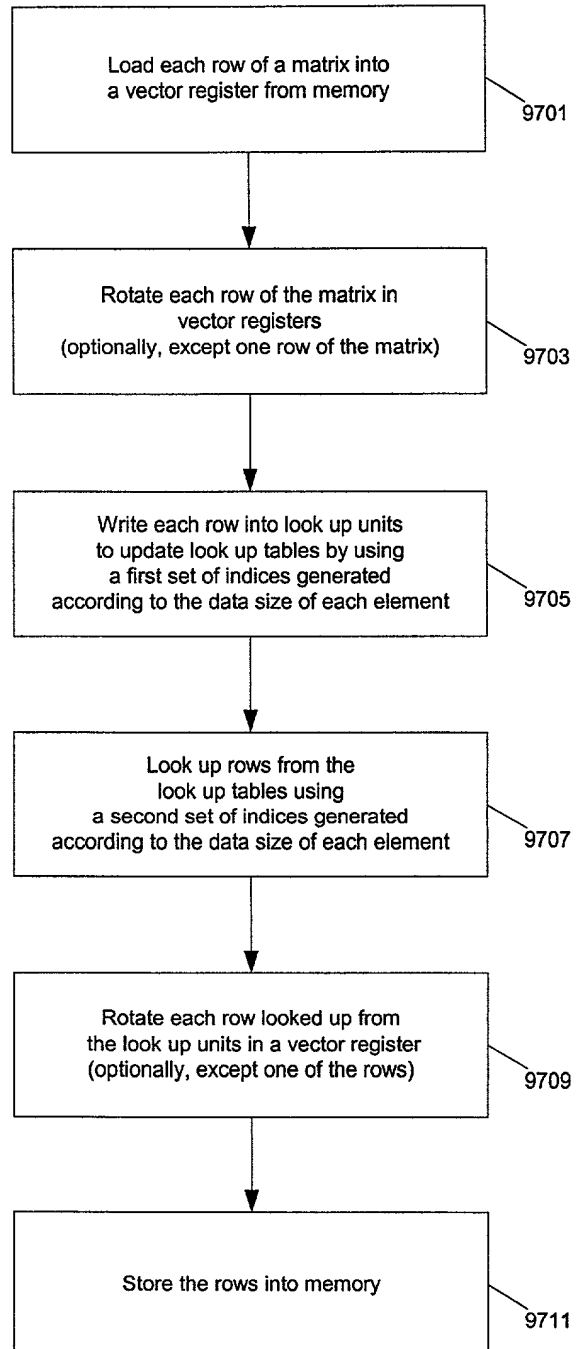 Load each row of a matrix into
a vector register from memory
9701
Rotate each row of the matrix in
vector registers
(optionally, except one row of the matrix)
9703
Write each row into look up units
to update look up tables by using
a first set of indices generated
according to the data size of each element
9705
Look up rows from the
look up tables using
a second set of indices generated
according to the data size of each element
9707
Rotate each row looked up from
the look up units in a vector register
(optionally, except one of the rows)
9709
Store the rows into memory
9711